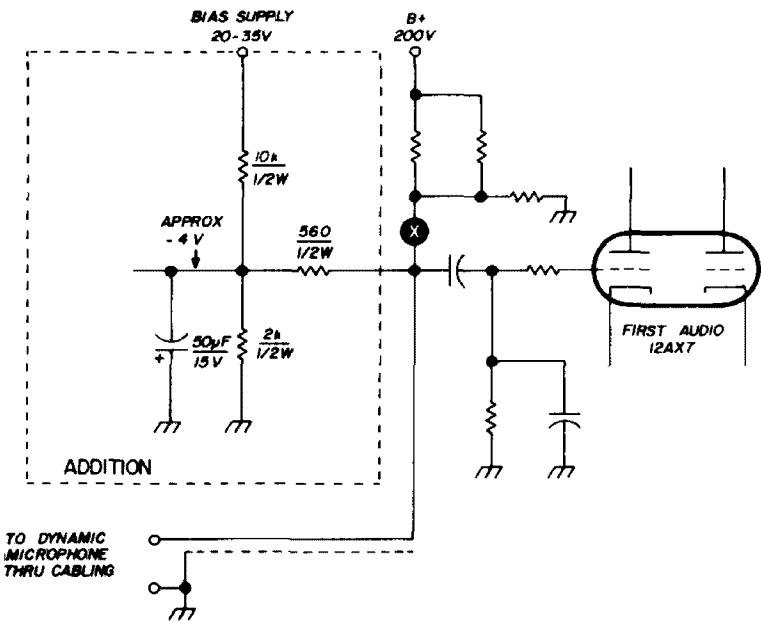 BIAS SUPPLY
20-35V
B+
200V
10k
1/2W
APPROX
-4V
560
1/2W
X
50µF
15V
+
2k
1/2W
FIRST AUDIO
12AX7
ADDITION
TO DYNAMIC
MICROPHONE
THRU CABLING